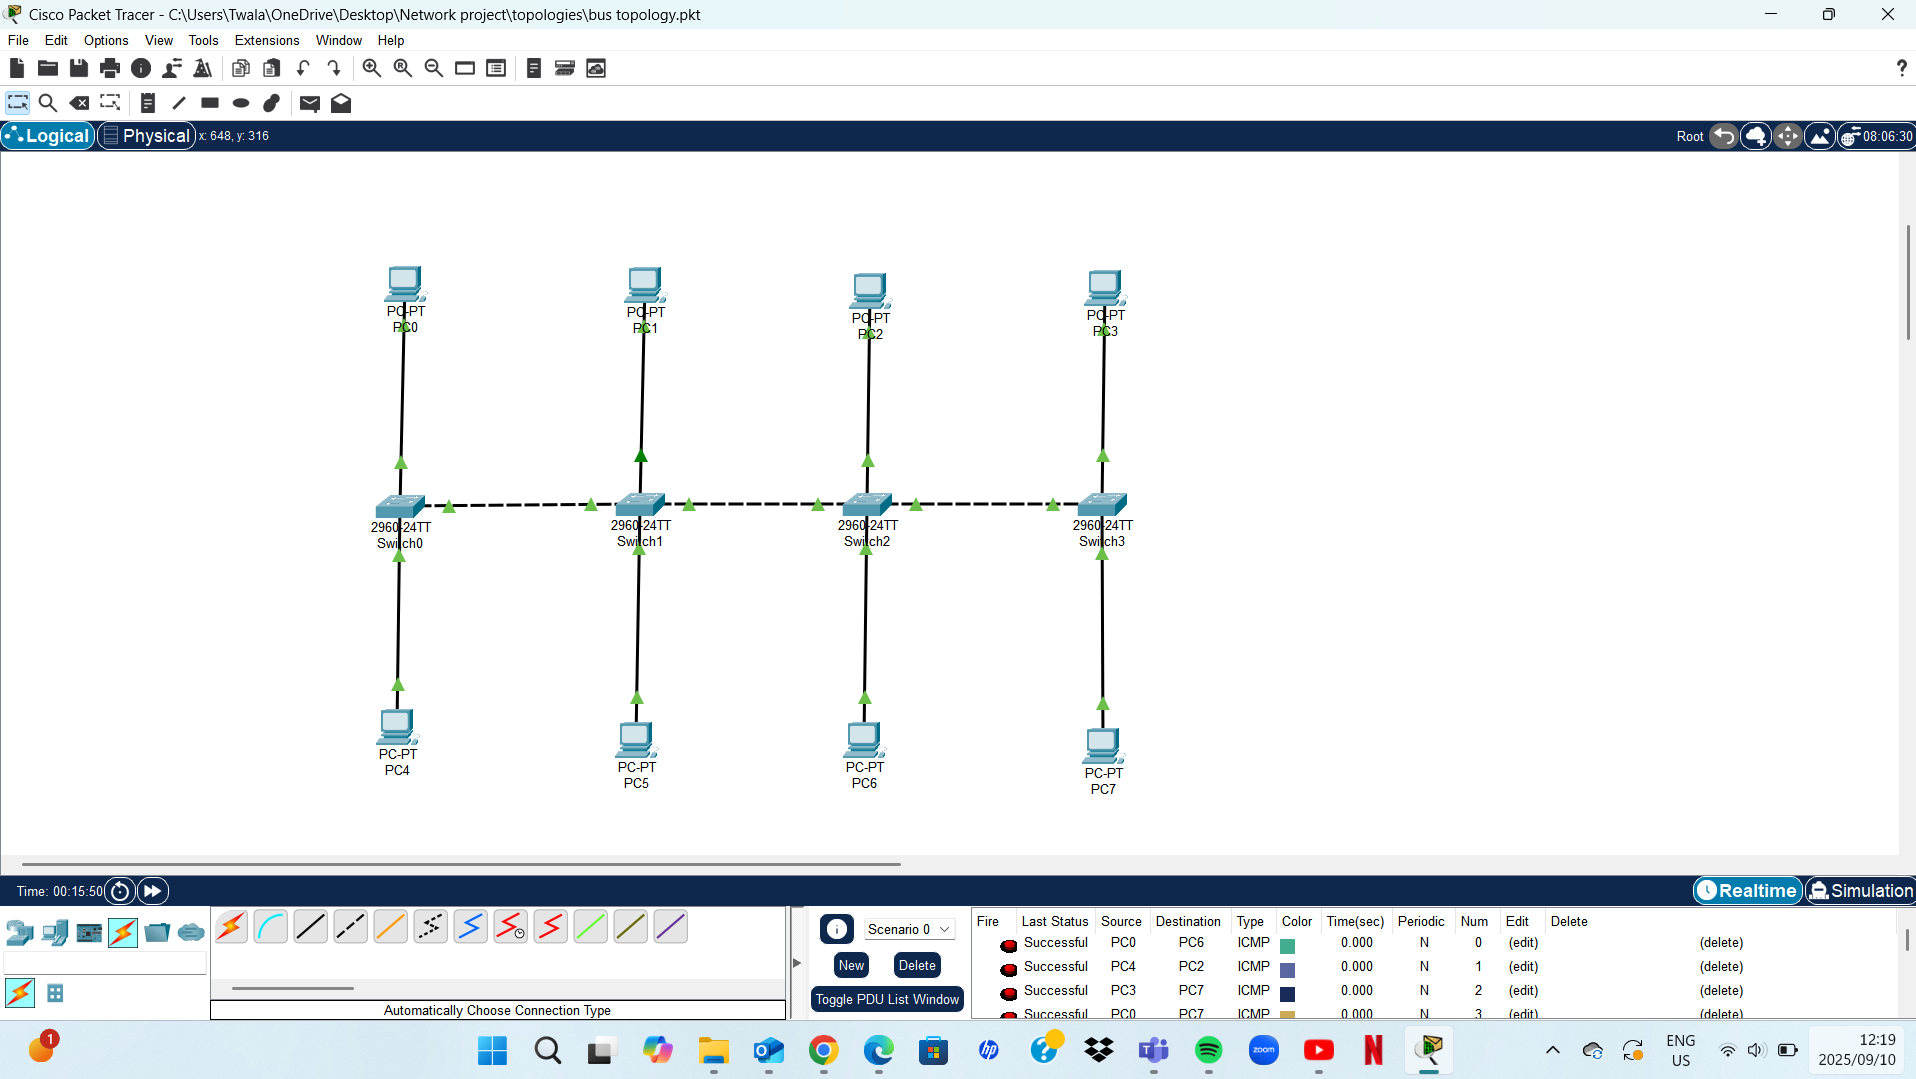 Cisco Packet Tracer - C:\Users\Twala\OneDrive\Desktop\Network project\topologies\bus topology.pkt
File Edit Options View Tools Extensions Window Help
?
Logical Physical x: 648, y: 316 Root 08:06:30
PC-PT
PC0
PC-PT
PC1
PC-PT
PC2
PC-PT
PC3
2960-24TT
Switch0
2960-24TT
Switch1
2960-24TT
Switch2
2960-24TT
Switch3
PC-PT
PC4
PC-PT
PC5
PC-PT
PC6
PC-PT
PC7
Time: 00:15:50 Realtime Simulation
Automatically Choose Connection Type
Scenario 0
New Delete
Toggle PDU List Window
Fire Last Status Source Destination Type Color Time(sec) Periodic Num Edit Delete
Successful PC0 PC6 ICMP 0.000 N 0 (edit) (delete)
Successful PC4 PC2 ICMP 0.000 N 1 (edit) (delete)
Successful PC3 PC7 ICMP 0.000 N 2 (edit) (delete)
Successful PC0 PC7 ICMP 0.000 N 3 (edit) (delete)
1
hp
zoom
ENG
US
12:19
2025/09/10